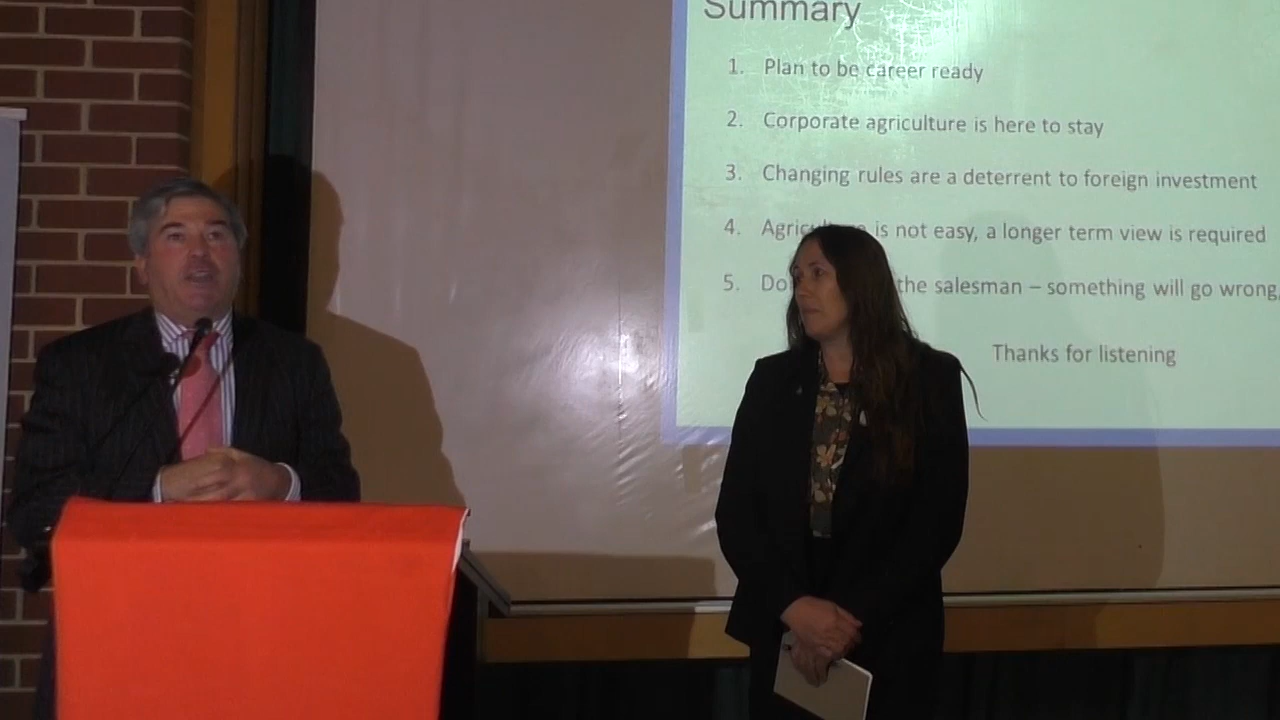 Summary
1. Plan to be career ready
2. Corporate agriculture is here to stay
3. Changing rules are a deterrent to foreign investment
4. is not easy, a longer term view is required
5. the salesman – something will go wrong
Thanks for listening